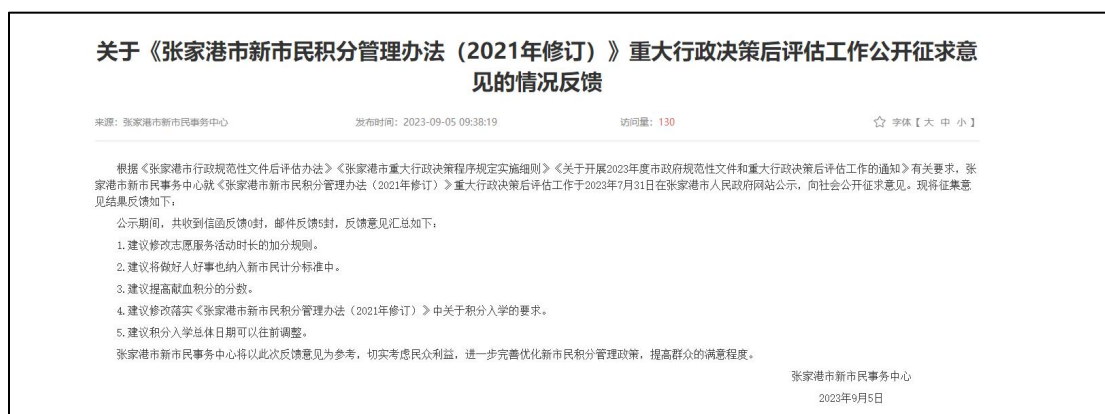 关于《张家港市新市民积分管理办法（2021年修订）》重大行政决策后评估工作公开征求意
见的情况反馈
来源：张家港市新市民事务中心 发布时间：2023-09-05 09:38:19 访问量：130 ☆ 字体【 大 中 小 】
根据《张家港市行政规范性文件后评估办法》《张家港市重大行政决策程序规定实施细则》《关于开展2023年度市政府规范性文件和重大行政决策后评估工作的通知》有关要求，张
家港市新市民事务中心就《张家港市新市民积分管理办法（2021年修订）》重大行政决策后评估工作于2023年7月31日在张家港市人民政府网站公示，向社会公开征求意见。现将征集意
见结果反馈如下：
公示期间，共收到信函反馈0封，邮件反馈5封，反馈意见汇总如下：
1.建议修改志愿服务活动时长的加分规则。
2.建议将做好人好事也纳入新市民计分标准中。
3.建议提高献血积分的分数。
4.建议修改落实《张家港市新市民积分管理办法（2021年修订）》中关于积分入学的要求。
5.建议积分入学总体日期可以往前调整。
张家港市新市民事务中心将以此次反馈意见为参考，切实考虑民众利益，进一步完善优化新市民积分管理政策，提高群众的满意程度。
张家港市新市民事务中心
2023年9月5日